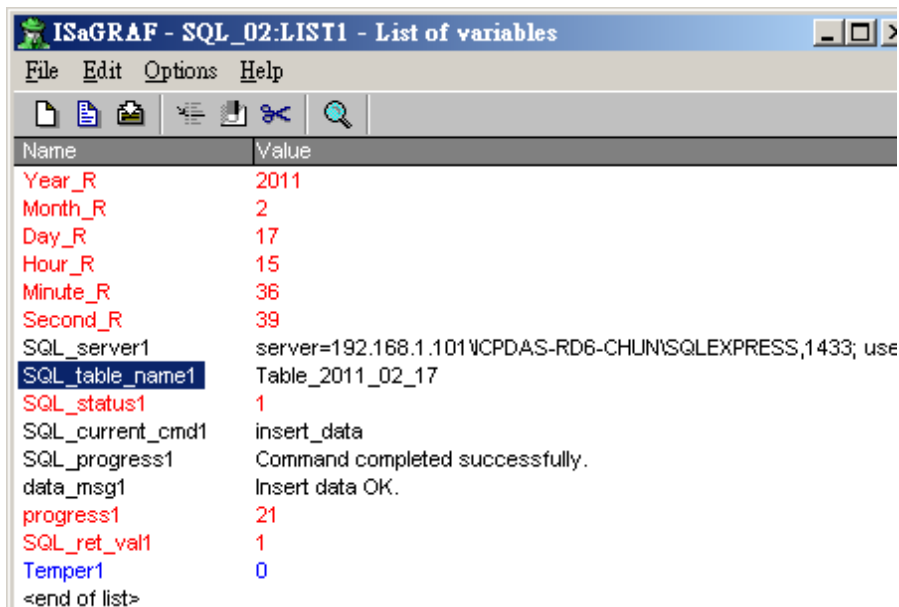 ISaGRAF - SQL_02:LIST1 - List of variables
File Edit Options Help
Name Value
Year_R 2011
Month_R 2
Day_R 17
Hour_R 15
Minute_R 36
Second_R 39
SQL_server1 server=192.168.1.101\ICPDAS-RD6-CHUN\SQLEXPRESS,1433; use
SQL_table_name1 Table_2011_02_17
SQL_status1 1
SQL_current_cmd1 insert_data
SQL_progress1 Command completed successfully.
data_msg1 Insert data OK.
progress1 21
SQL_ret_val1 1
Temper1 0
<end of list>